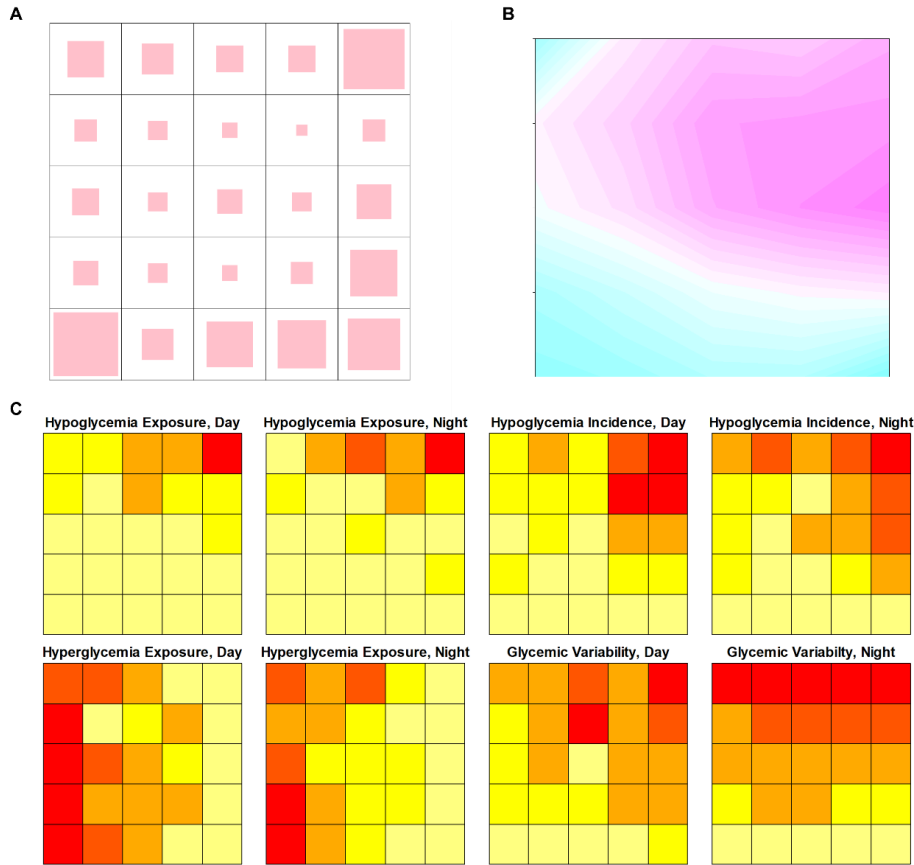 A
B
C
Hypoglycemia Exposure, Day
Hypoglycemia Exposure, Night
Hypoglycemia Incidence, Day
Hypoglycemia Incidence, Night
Hyperglycemia Exposure, Day
Hyperglycemia Exposure, Night
Glycemic Variability, Day
Glycemic Variabilty, Night